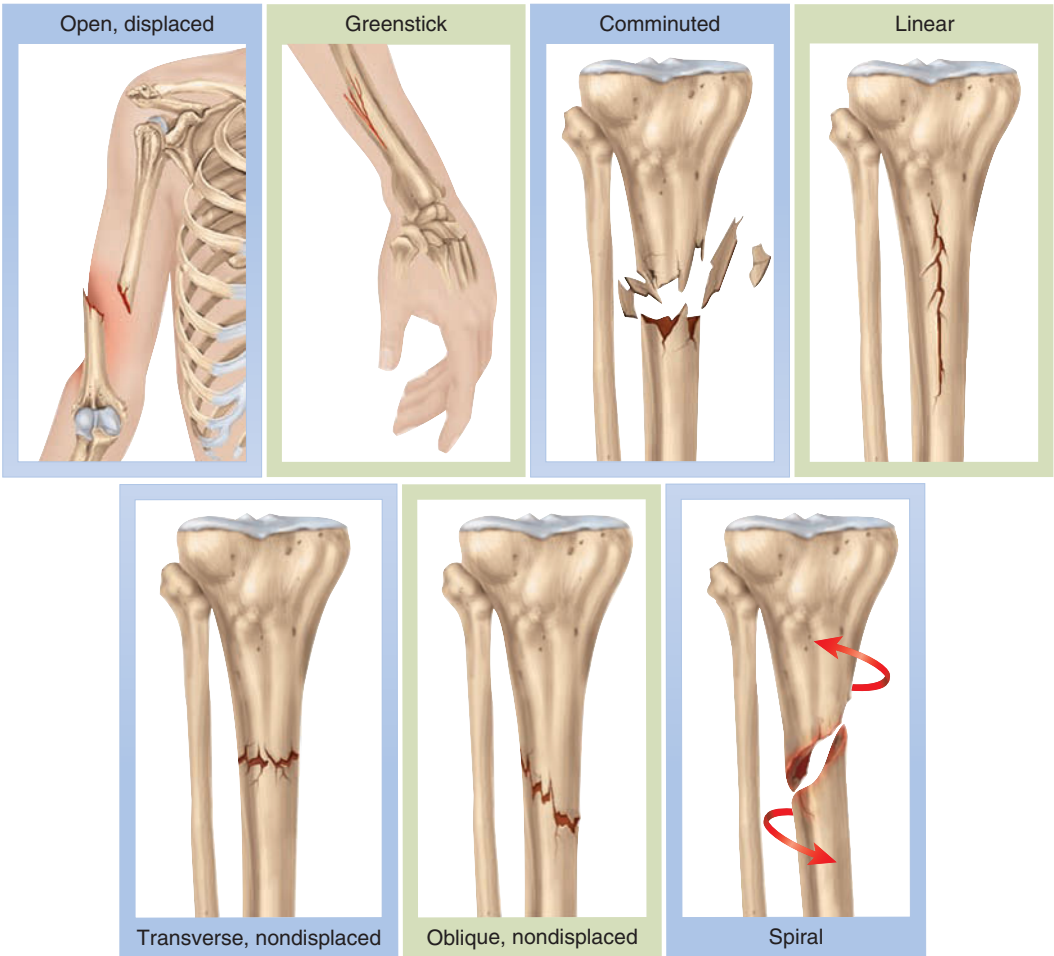 Open, displaced
Greenstick
Comminuted
Linear
Transverse, nondisplaced
Oblique, nondisplaced
Spiral